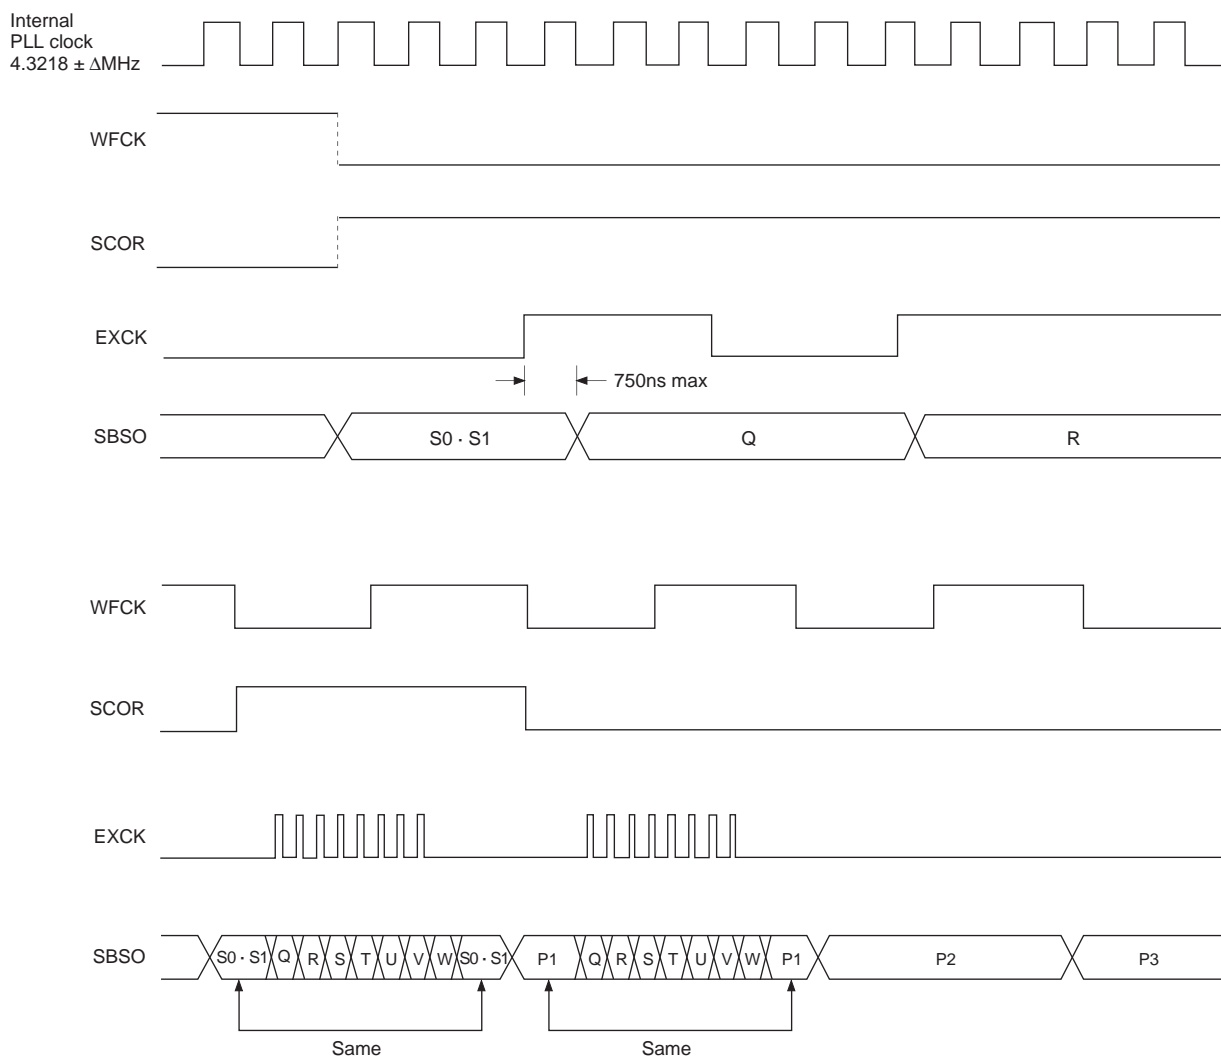 Internal
PLL clock
4.3218 ± ΔMHz
WFCK
SCOR
EXCK
750ns max
SBSO S0 · S1 Q R
WFCK
SCOR
EXCK
SBSO S0 · S1 Q R S T U V W S0 · S1 P1 Q R S T U V W P1 P2 P3
Same Same